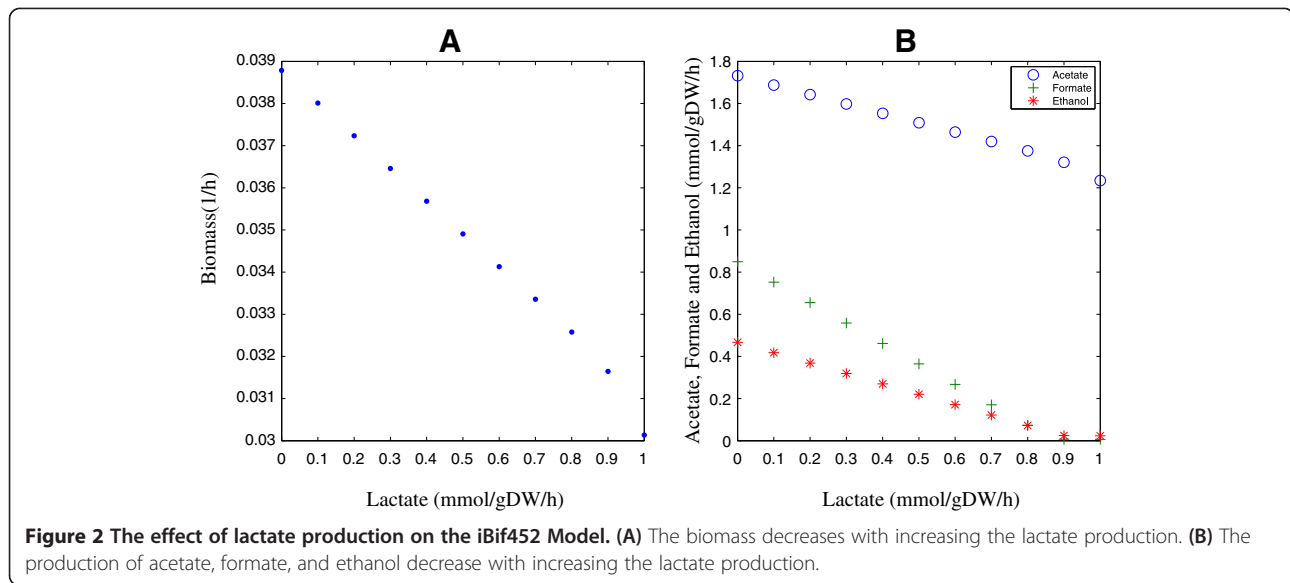 A
B
0.039
0.038
0.037
0.036
0.035
0.034
0.033
0.032
0.031
0.03
Biomass(1/h)
0 0.1 0.2 0.3 0.4 0.5 0.6 0.7 0.8 0.9 1
Lactate (mmol/gDW/h)
1.8
1.6
1.4
1.2
1
0.8
0.6
0.4
0.2
0
Acetate, Formate and Ethanol (mmol/gDW/h)
Acetate
Formate
Ethanol
0 0.1 0.2 0.3 0.4 0.5 0.6 0.7 0.8 0.9 1
Lactate (mmol/gDW/h)
Figure 2 The effect of lactate production on the iBif452 Model. (A) The biomass decreases with increasing the lactate production. (B) The
production of acetate, formate, and ethanol decrease with increasing the lactate production.